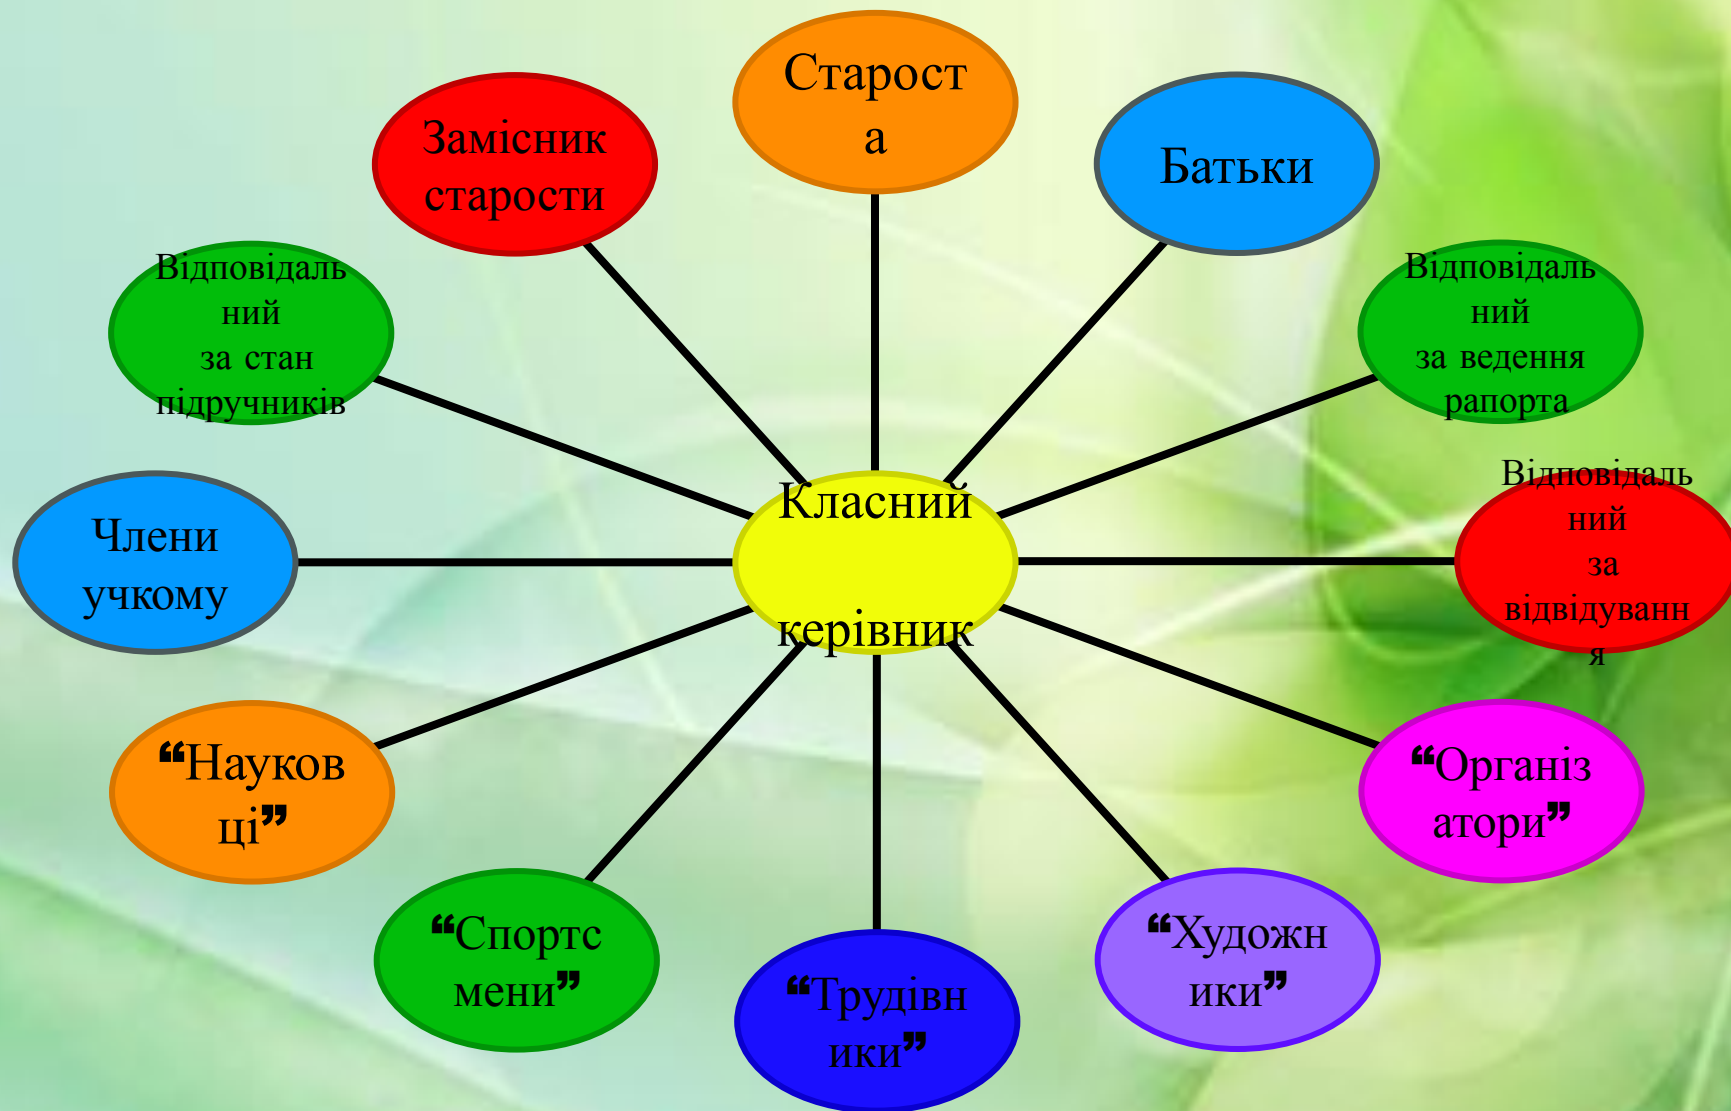 Старост
а
Замісник
старости
Батьки
Відповідаль
ний
за стан
підручників
Відповідаль
ний
за ведення
рапорта
Класний
керівник
Відповідаль
ний
за
відвідуванн
я
Члени
учкому
“Науков
ці”
“Організ
атори”
“Спортс
мени”
“Трудівн
ики”
“Художн
ики”